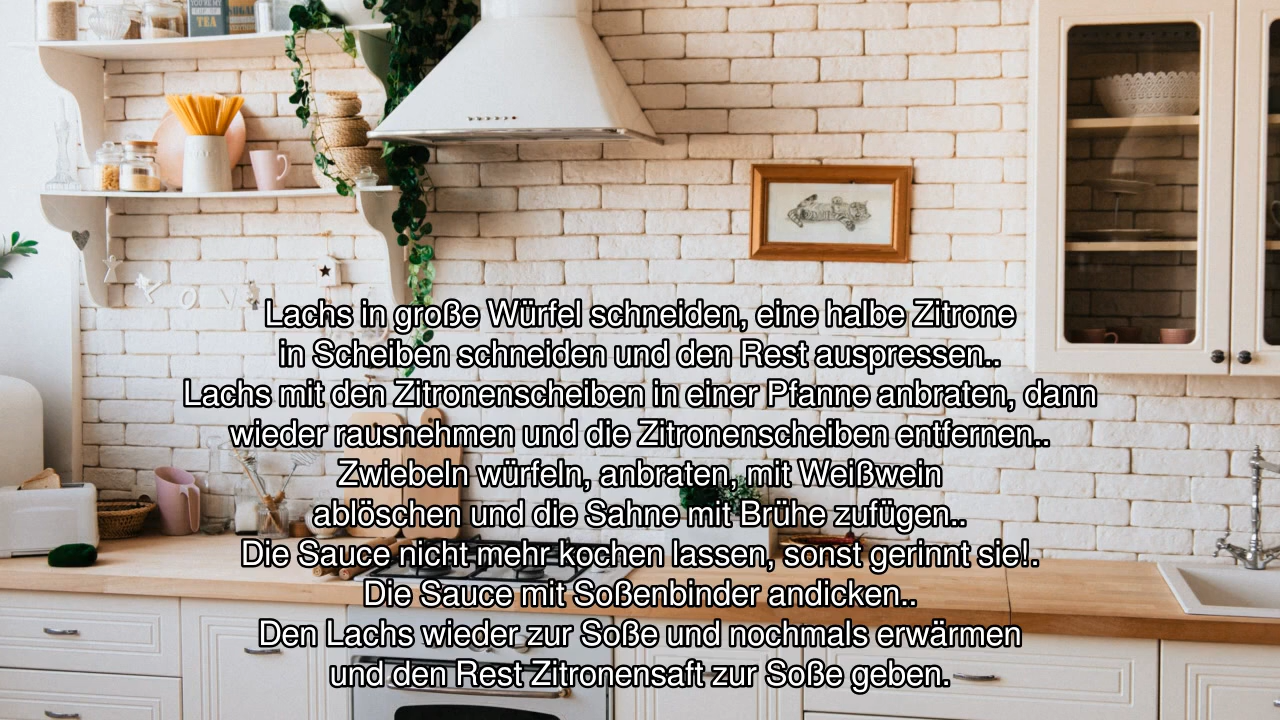 TEA
Lachs in große Würfel schneiden, eine halbe Zitrone
in Scheiben schneiden und den Rest auspressen..
Lachs mit den Zitronenscheiben in einer Pfanne anbraten, dann
wieder rausnehmen und die Zitronenscheiben entfernen..
Zwiebeln würfeln, anbraten, mit Weißwein
ablöschen und die Sahne mit Brühe zufügen..
Die Sauce nicht mehr kochen lassen, sonst gerinnt sie!.
Die Sauce mit Soßenbinder andicken..
Den Lachs wieder zur Soße und nochmals erwärmen
und den Rest Zitronensaft zur Soße geben.